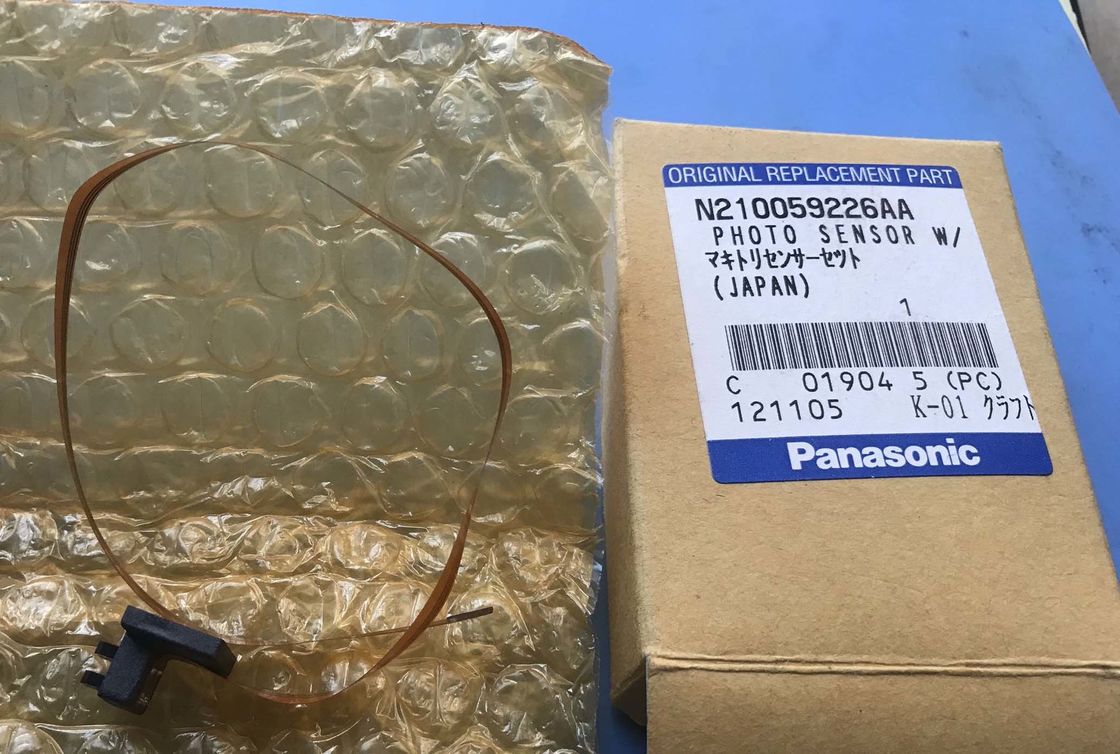 ORIGINAL REPLACEMENT PART
N210059226AA
PHOTO SENSOR W/
マキトリセンサーセット
(JAPAN)
1
C 01904 5 (PC)
121105 K-01 クラフト
Panasonic